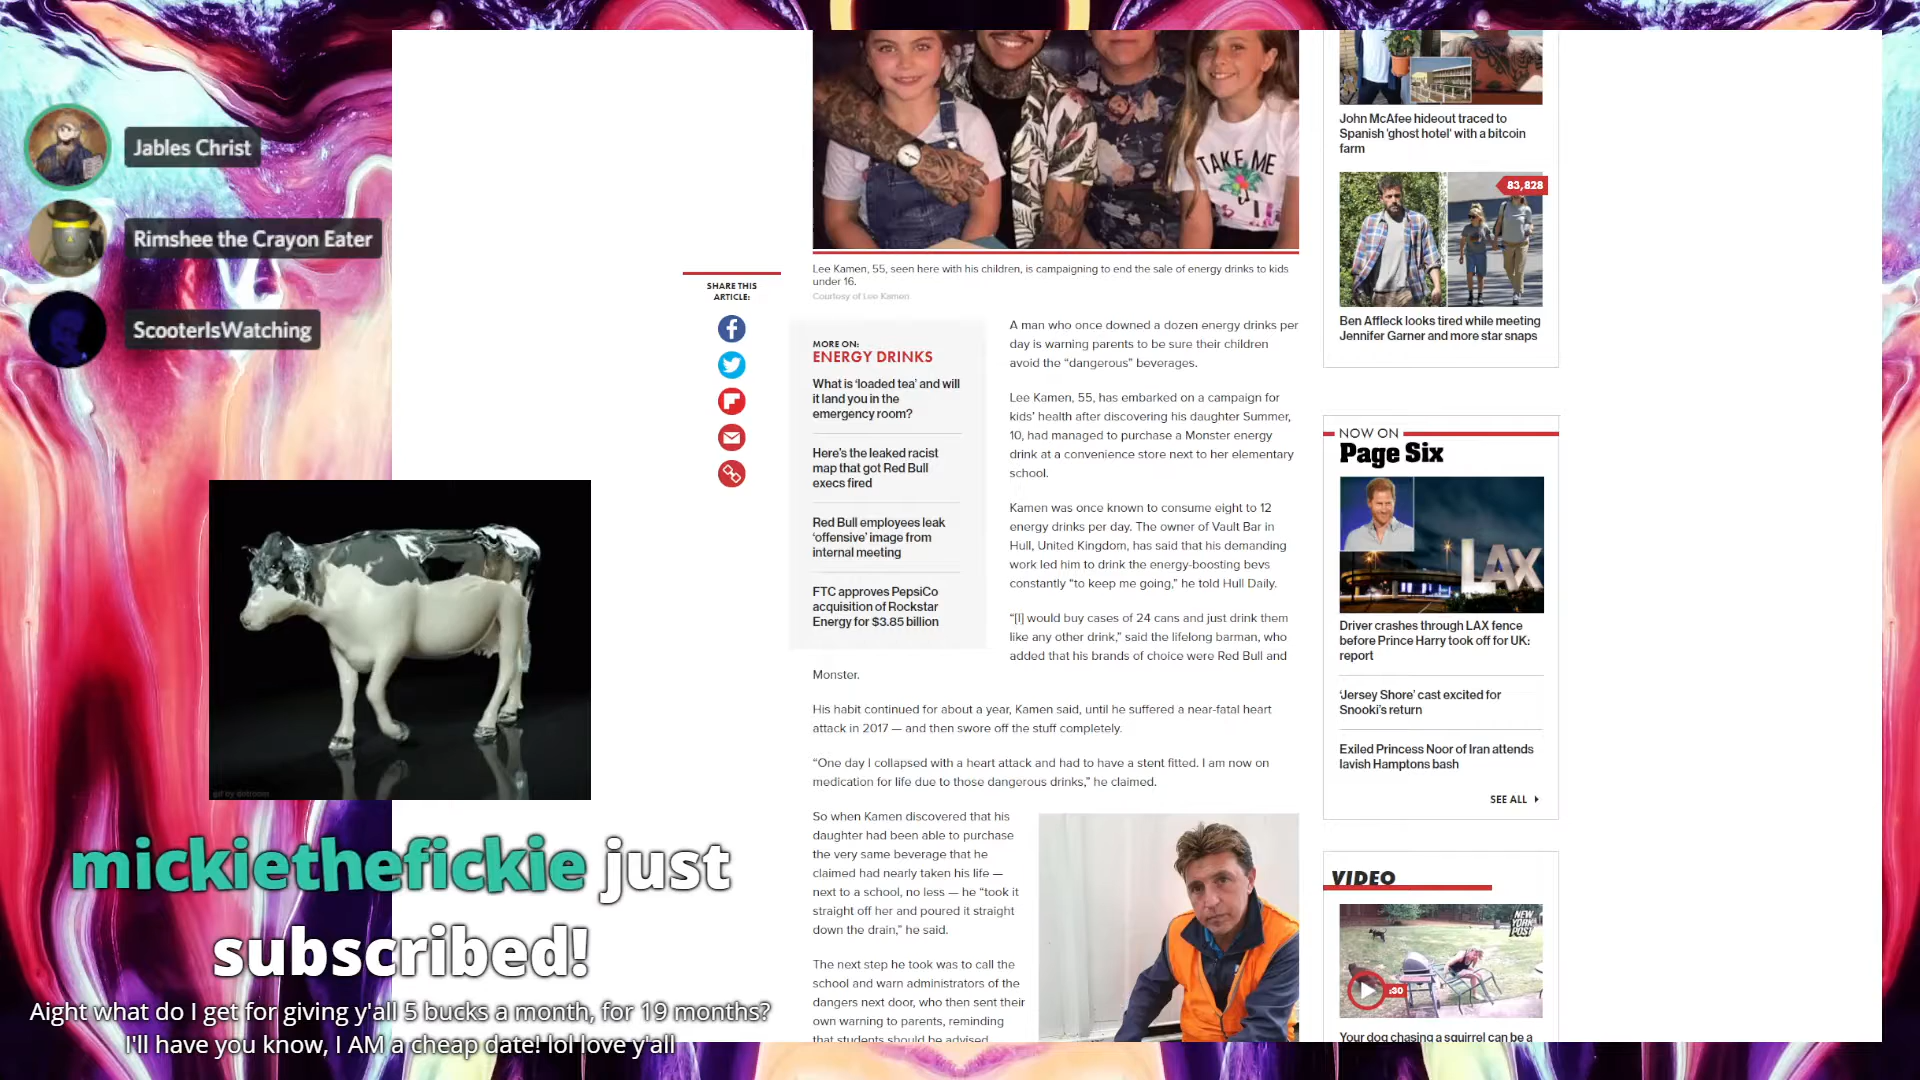 Jables Christ
Rimshee the Crayon Eater
ScooterIsWatching
gif by dotroom
mickiethefickie just
subscribed!
Aight what do I get for giving y'all 5 bucks a month, for 19 months?
I'll have you know, I AM a cheap date! lol love y'all
SHARE THIS
ARTICLE:
TAKE ME
Lee Kamen, 55, seen here with his children, is campaigning to end the sale of energy drinks to kids
under 16.
Courtesy of Lee Kamen
MORE ON:
ENERGY DRINKS
What is ‘loaded tea’ and will
it land you in the
emergency room?
Here’s the leaked racist
map that got Red Bull
execs fired
Red Bull employees leak
‘offensive’ image from
internal meeting
FTC approves PepsiCo
acquisition of Rockstar
Energy for $3.85 billion
A man who once downed a dozen energy drinks per
day is warning parents to be sure their children
avoid the “dangerous” beverages.
Lee Kamen, 55, has embarked on a campaign for
kids’ health after discovering his daughter Summer,
10, had managed to purchase a Monster energy
drink at a convenience store next to her elementary
school.
Kamen was once known to consume eight to 12
energy drinks per day. The owner of Vault Bar in
Hull, United Kingdom, has said that his demanding
work led him to drink the energy-boosting bevs
constantly “to keep me going,” he told Hull Daily.
“[I] would buy cases of 24 cans and just drink them
like any other drink,” said the lifelong barman, who
added that his brands of choice were Red Bull and
Monster.
His habit continued for about a year, Kamen said, until he suffered a near-fatal heart
attack in 2017 — and then swore off the stuff completely.
“One day I collapsed with a heart attack and had to have a stent fitted. I am now on
medication for life due to those dangerous drinks,” he claimed.
So when Kamen discovered that his
daughter had been able to purchase
the very same beverage that he
claimed had nearly taken his life —
next to a school, no less — he “took it
straight off her and poured it straight
down the drain,” he said.
The next step he took was to call the
school and warn administrators of the
dangers next door, who then sent their
own warning to parents, reminding
that students should be advised
John McAfee hideout traced to
Spanish ‘ghost hotel’ with a bitcoin
farm
83,828
Ben Affleck looks tired while meeting
Jennifer Garner and more star snaps
NOW ON
Page Six
LAX
Driver crashes through LAX fence
before Prince Harry took off for UK:
report
‘Jersey Shore’ cast excited for
Snooki’s return
Exiled Princess Noor of Iran attends
lavish Hamptons bash
SEE ALL
VIDEO
NEW
YORK
POST
:30
Your dog chasing a squirrel can be a